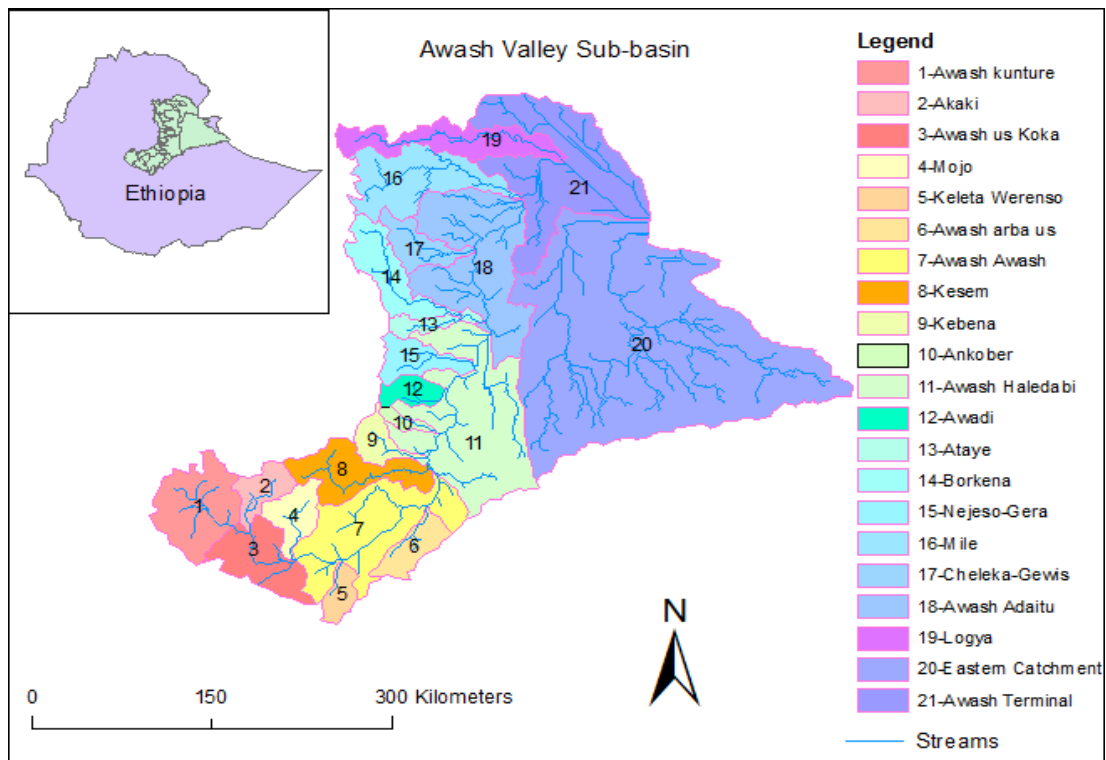 Awash Valley Sub-basin
Ethiopia
Legend
1-Awash kunture
2-Akaki
3-Awash us Koka
4-Mojo
5-Keleta Werenso
6-Awash arba us
7-Awash Awash
8-Kesem
9-Kebena
10-Ankober
11-Awash Haledabi
12-Awadi
13-Ataye
14-Borkena
15-Nejeso-Gera
16-Mile
17-Cheleka-Gewis
18-Awash Adaitu
19-Logya
20-Eastern Catchment
21-Awash Terminal
Streams
19
16
21
17
18
14
13
20
15
12
10
11
9
8
2
1
4
7
3
6
5
N
0 150 300 Kilometers